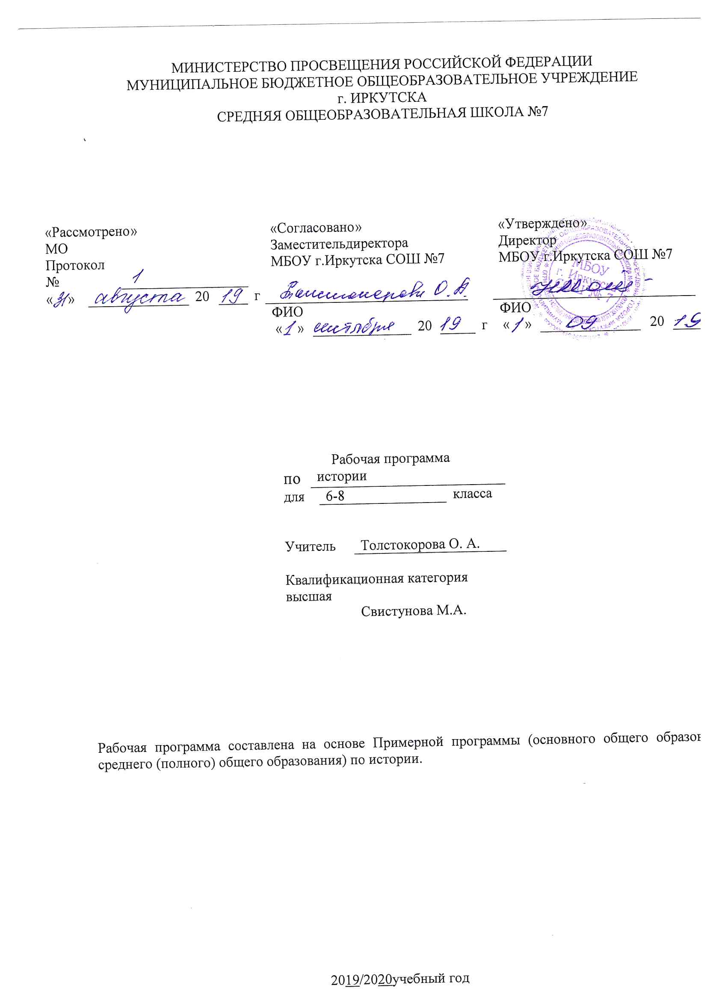 МИНИСТЕРСТВО ПРОСВЕЩЕНИЯ РОССИЙСКОЙ ФЕДЕРАЦИИ
МУНИЦИПАЛЬНОЕ БЮДЖЕТНОЕ ОБЩЕОБРАЗОВАТЕЛЬНОЕ УЧРЕЖДЕНИЕ
г. ИРКУТСКА
СРЕДНЯЯ ОБЩЕОБРАЗОВАТЕЛЬНАЯ ШКОЛА №7
«Рассмотрено»
МО
Протокол
№ 1
«31» августа 20 19 г
«Согласовано»
Заместительдиректора
МБОУ г.Иркутска СОШ №7
О.А.
ФИО
«1» сентября 20 19 г
«Утверждено»
Директор
МБОУ г.Иркутска СОШ №7
ФИО
«1» 09 20 19
МБОУ
г. Иркутска
СОШ № 7
Рабочая программа
по истории
для 6-8 класса
Учитель Толстокорова О. А.
Квалификационная категория
высшая
Свистунова М.А.
Рабочая программа составлена на основе Примерной программы (основного общего образов
среднего (полного) общего образования) по истории.
2019/2020учебный год